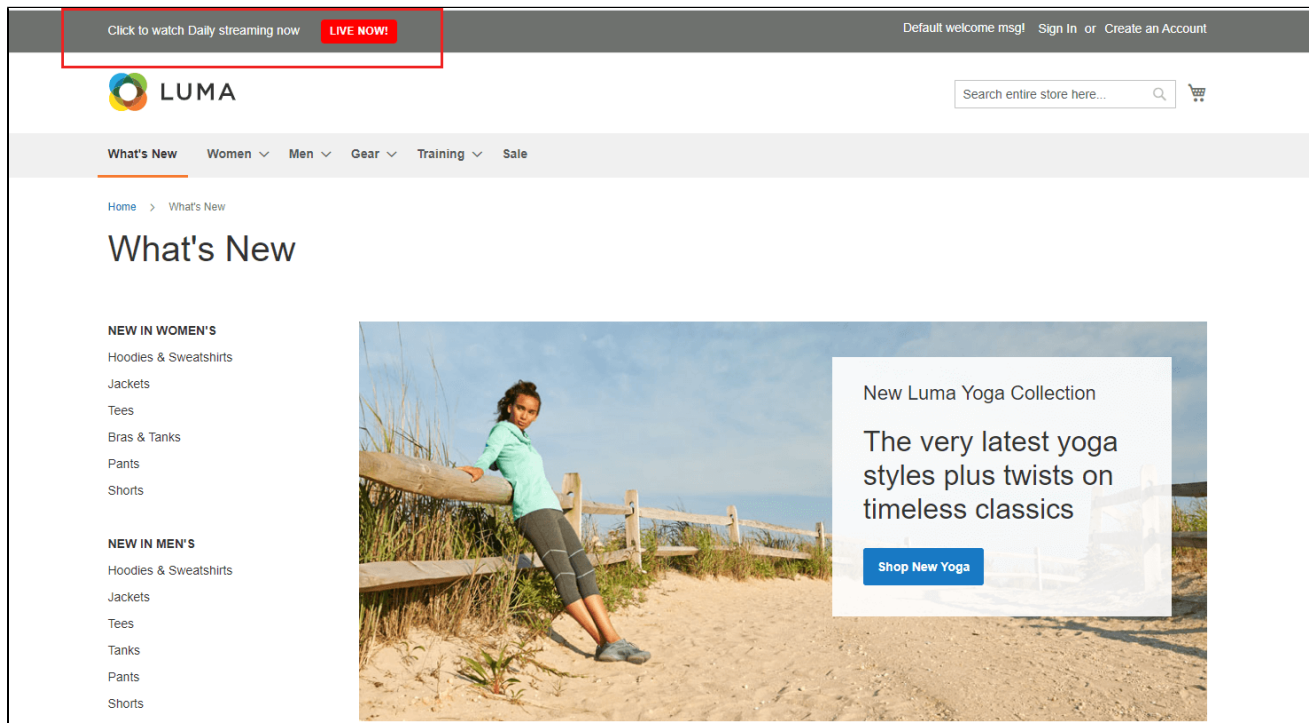 Click to watch Daily streaming now LIVE NOW!
Default welcome msg! Sign In or Create an Account
LUMA
Search entire store here...
What's New Women Men Gear Training Sale
Home > What's New
What's New
NEW IN WOMEN'S
Hoodies & Sweatshirts
Jackets
Tees
Bras & Tanks
Pants
Shorts
NEW IN MEN'S
Hoodies & Sweatshirts
Jackets
Tees
Tanks
Pants
Shorts
New Luma Yoga Collection
The very latest yoga
styles plus twists on
timeless classics
Shop New Yoga